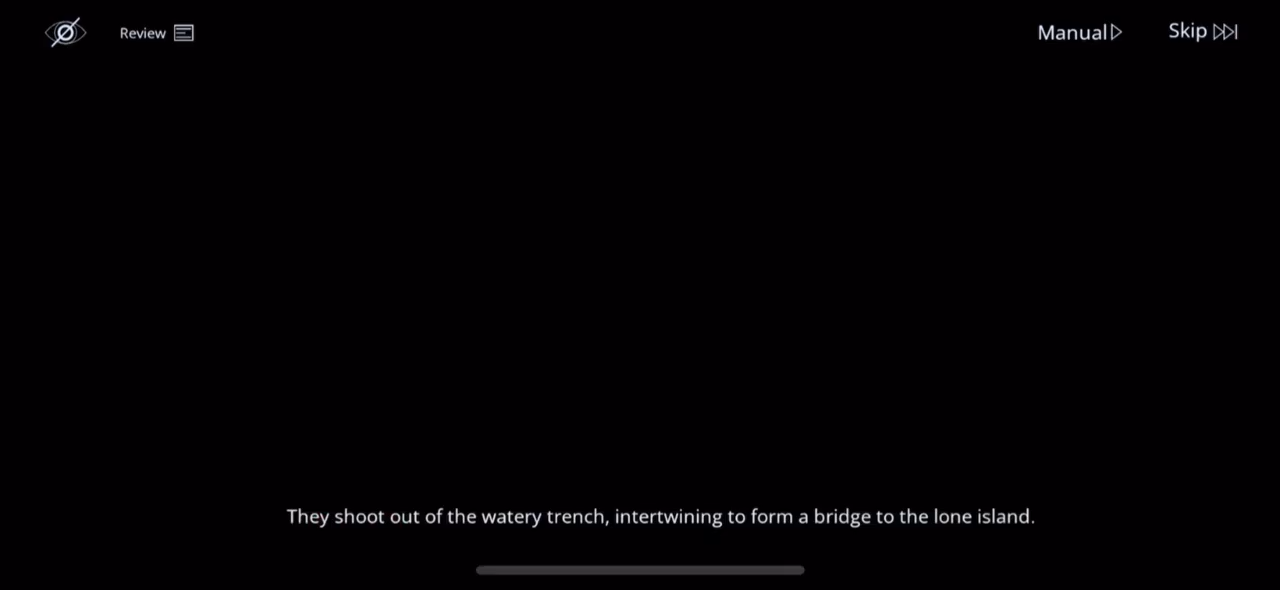 Review
Manual
Skip
They shoot out of the watery trench, intertwining to form a bridge to the lone island.